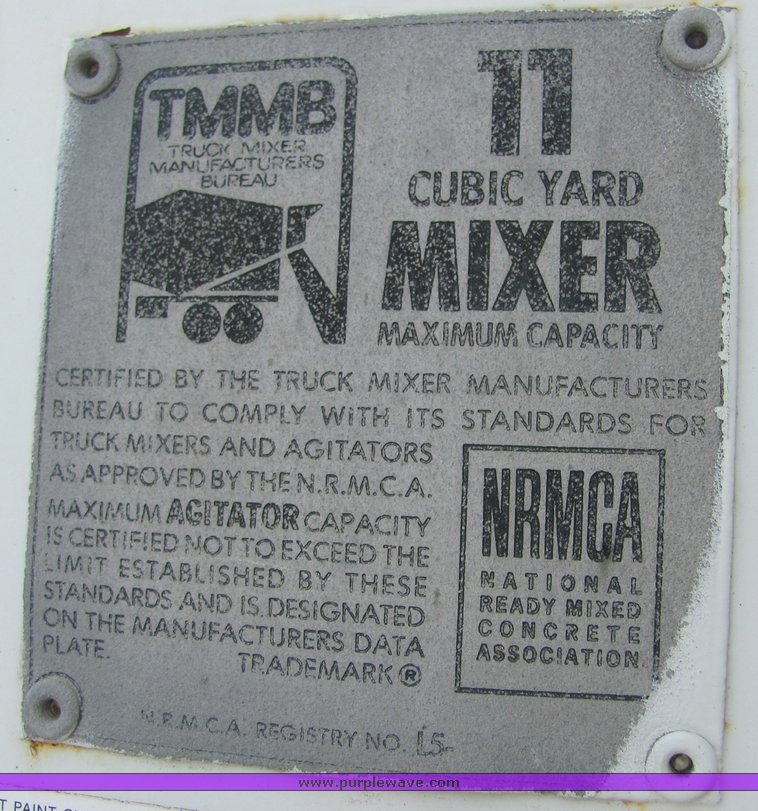 TMMB
TRUCK MIXER
MANUFACTURERS
BUREAU
11
CUBIC YARD
MIXER
MAXIMUM CAPACITY
CERTIFIED BY THE TRUCK MIXER MANUFACTURERS
BUREAU TO COMPLY WITH ITS STANDARDS FOR
TRUCK MIXERS AND AGITATORS
AS APPROVED BY THE N.R.M.C.A.
MAXIMUM AGITATOR CAPACITY
IS CERTIFIED NOT TO EXCEED THE
LIMIT ESTABLISHED BY THESE
STANDARDS AND IS DESIGNATED
ON THE MANUFACTURERS DATA
PLATE. TRADEMARK ®
NRMCA
NATIONAL
READY MIXED
CONCRETE
ASSOCIATION
N.R.M.C.A. REGISTRY NO. L5-
www.purplewave.com
T PAINT